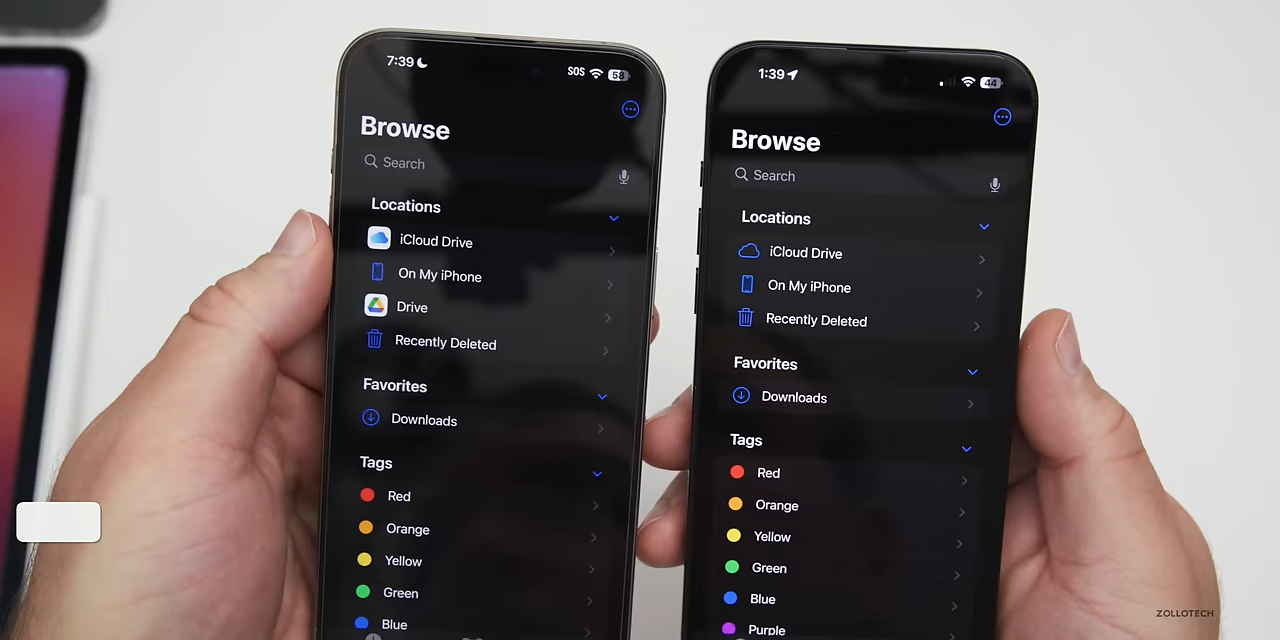 7:39
SOS
58
Browse
Search
Locations
iCloud Drive
On My iPhone
Drive
Recently Deleted
Favorites
Downloads
Tags
Red
Orange
Yellow
Green
Blue
1:39
44
Browse
Search
Locations
iCloud Drive
On My iPhone
Recently Deleted
Favorites
Downloads
Tags
Red
Orange
Yellow
Green
Blue
Purple
ZOLLOTECH